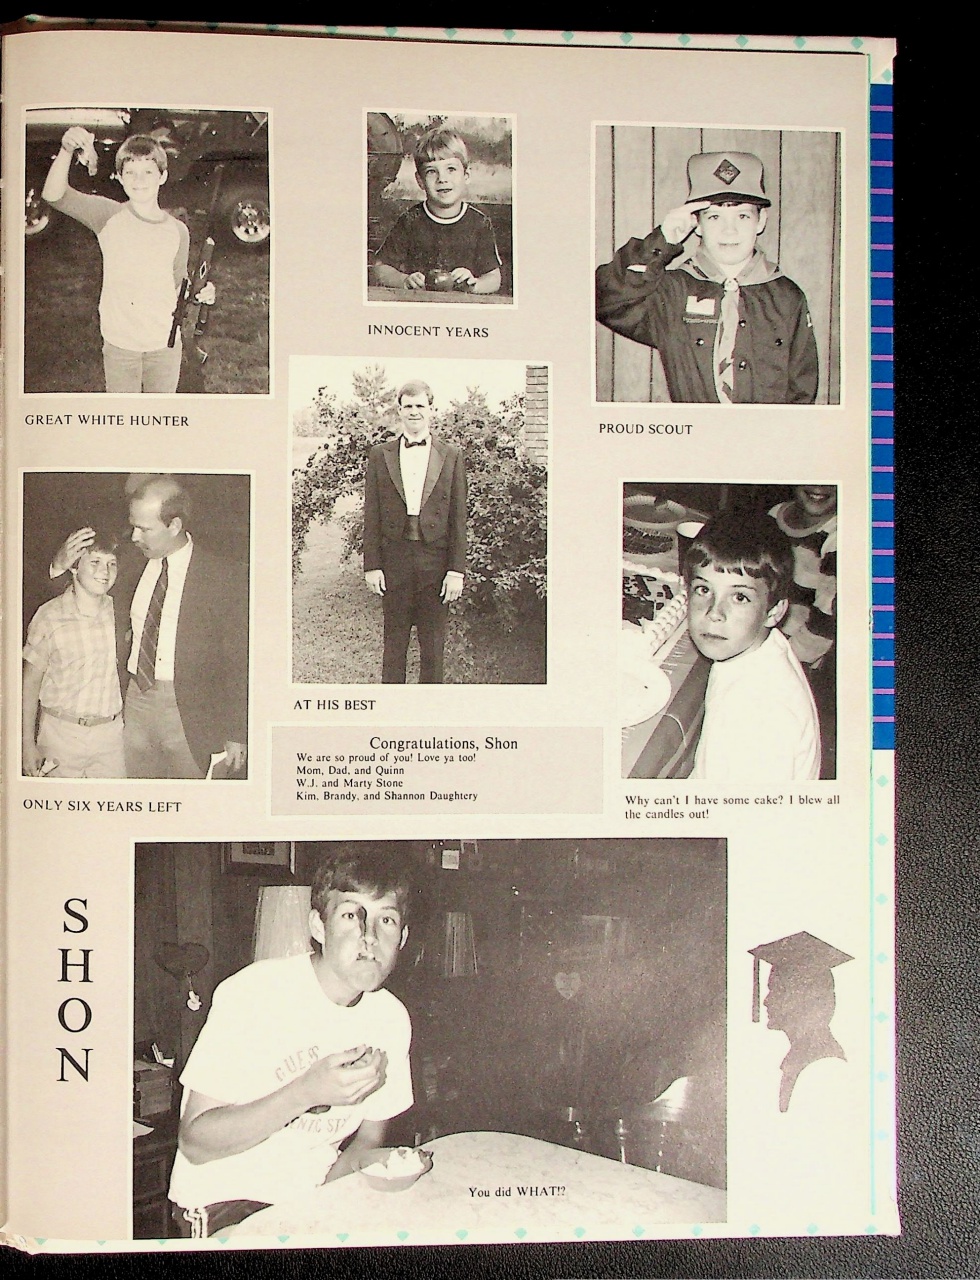 INNOCENT YEARS
GREAT WHITE HUNTER
PROUD SCOUT
AT HIS BEST
Congratulations, Shon
We are so proud of you! Love ya too!
Mom, Dad, and Quinn
W.J. and Marty Stone
Kim, Brandy, and Shannon Daughtery
ONLY SIX YEARS LEFT
Why can't I have some cake? I blew all
the candles out!
S
H
O
N
You did WHAT!?